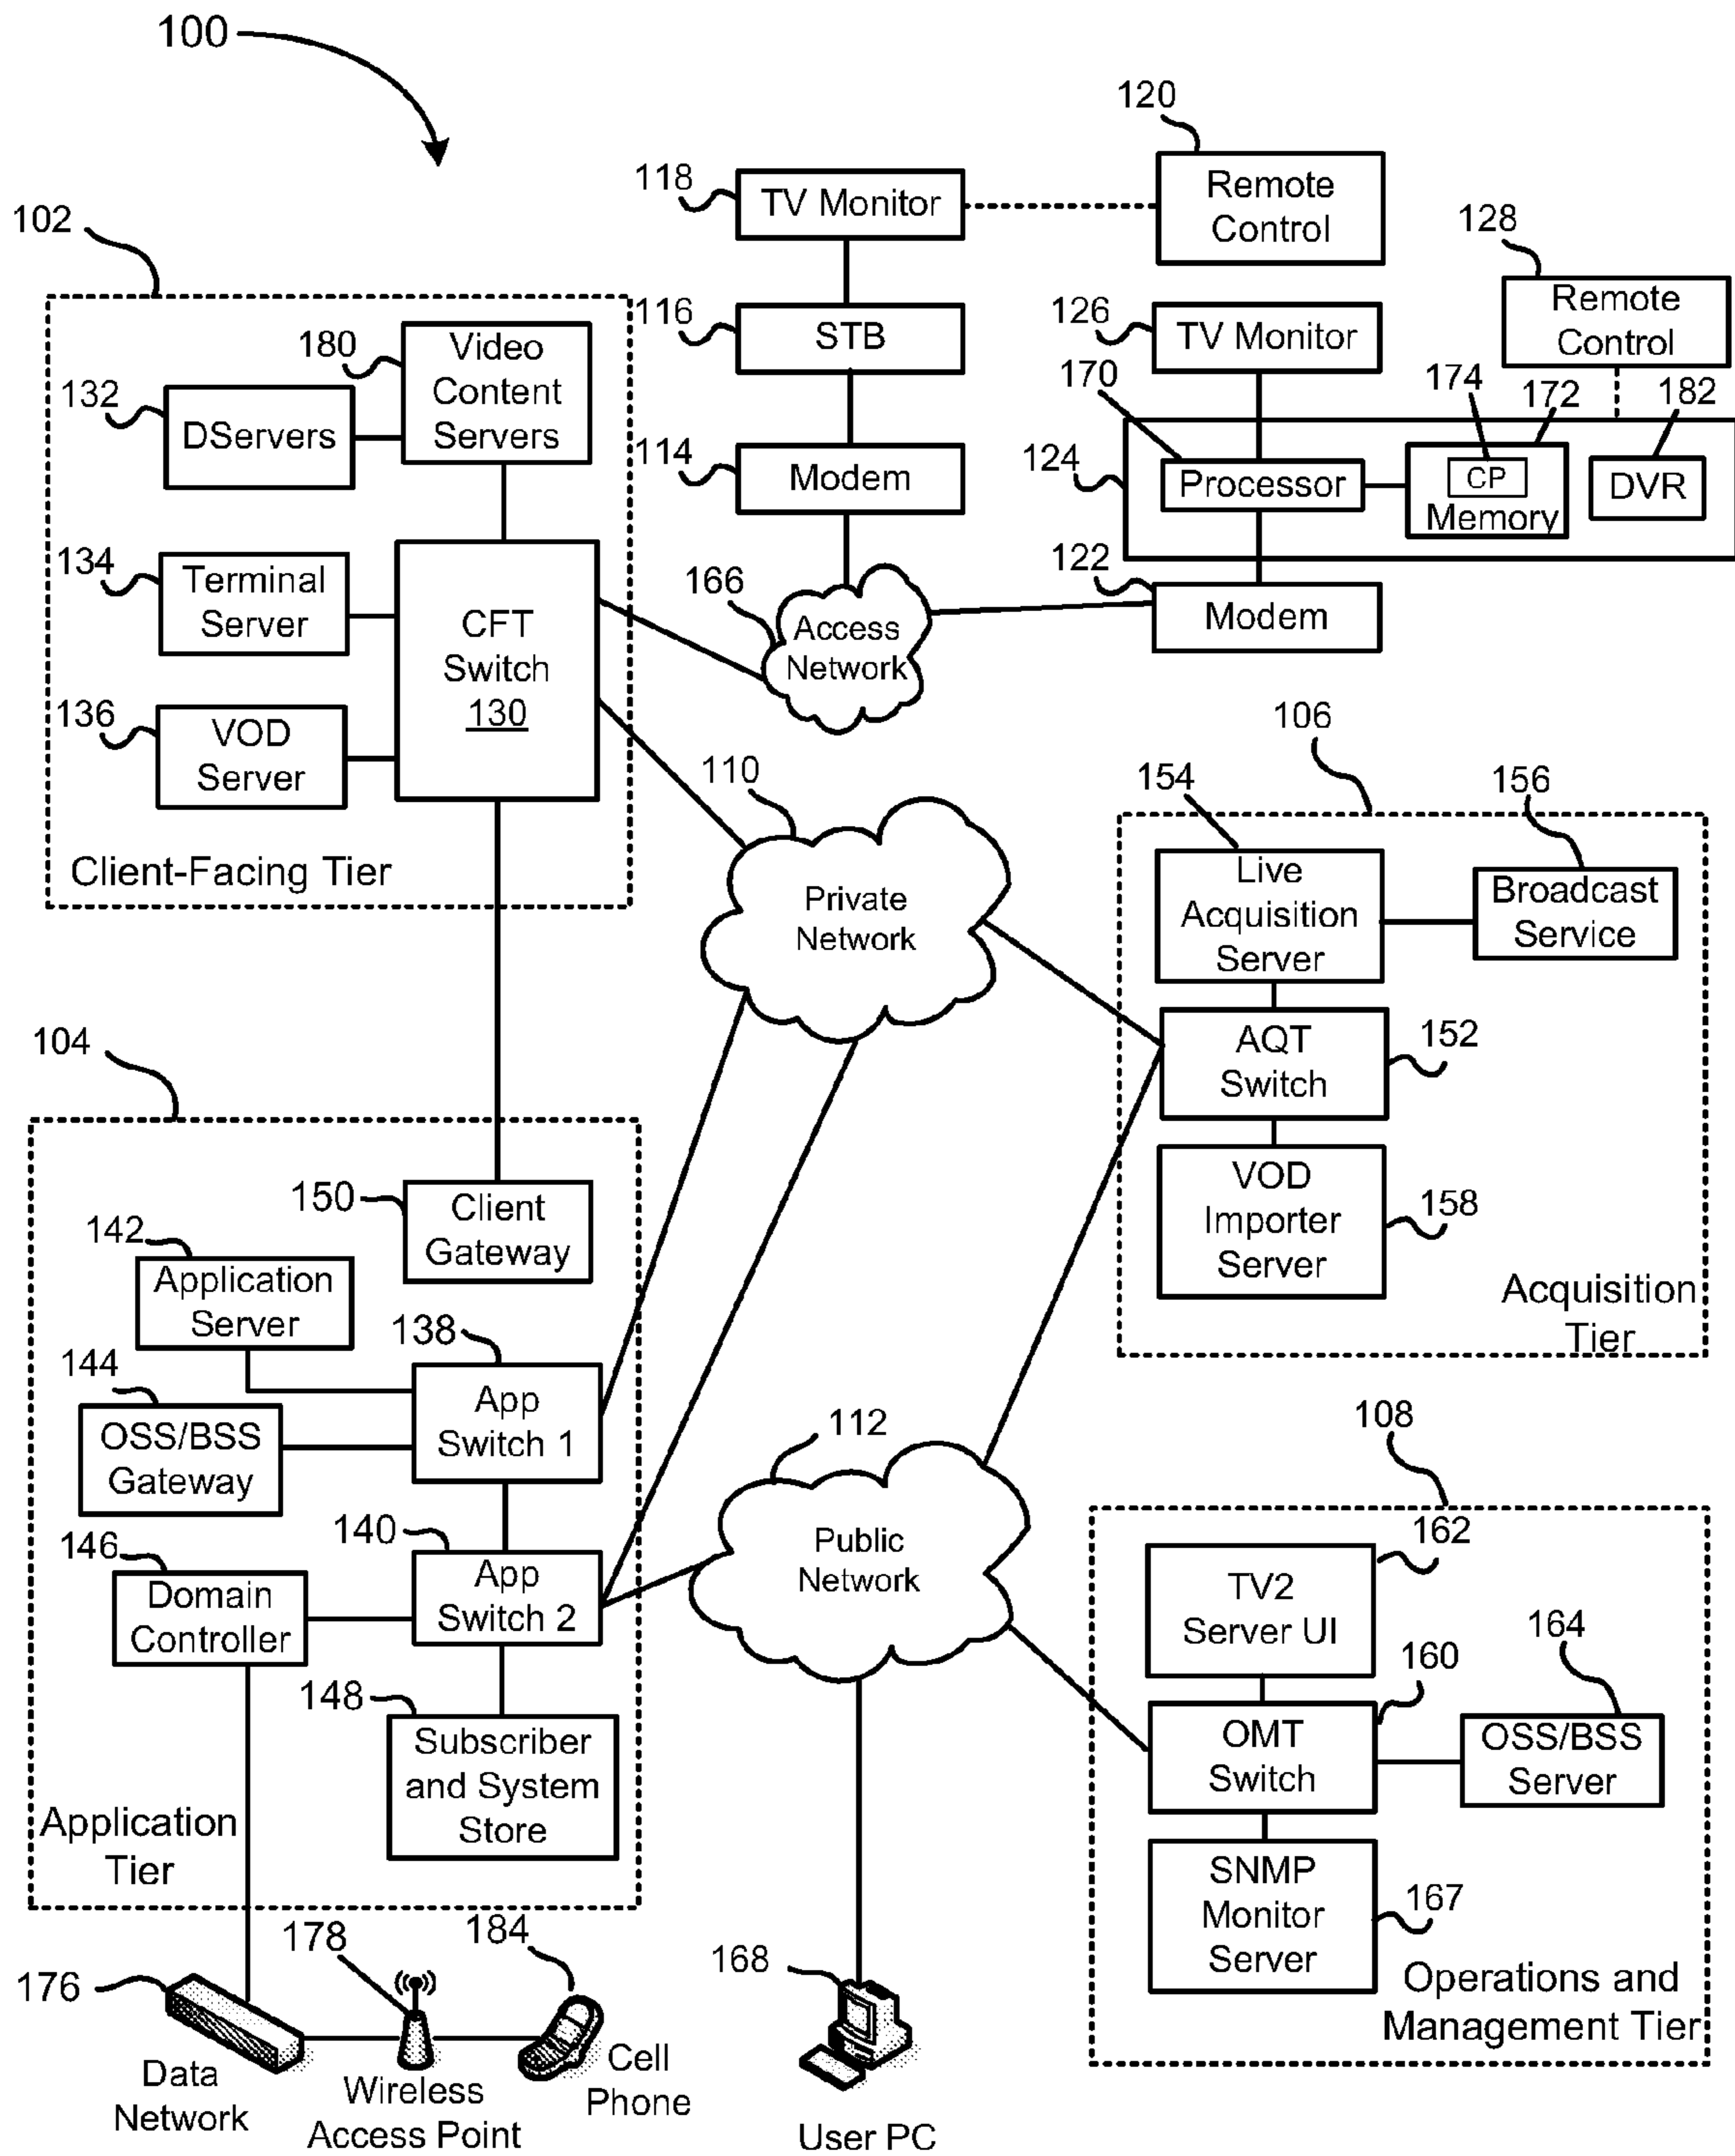 100
120
118
TV Monitor
Remote
Control
102
128
116
STB
126
TV Monitor
Remote
Control
180
Video
Content
Servers
132
DServers
170
174
172
182
114
Modem
124
Processor
CP
Memory
DVR
134
Terminal
Server
CFT
Switch
130
166
Access
Network
122
Modem
136
VOD
Server
Client-Facing Tier
110
Private
Network
106
154
156
Live
Acquisition
Server
Broadcast
Service
AQT
Switch
152
VOD
Importer
Server
158
Acquisition
Tier
104
150
Client
Gateway
142
Application
Server
138
App
Switch 1
144
OSS/BSS
Gateway
140
App
Switch 2
146
Domain
Controller
148
Subscriber
and System
Store
Application
Tier
112
Public
Network
108
162
TV2
Server UI
160
164
OMT
Switch
OSS/BSS
Server
SNMP
Monitor
Server
167
Operations and
Management Tier
176
Data
Network
178
Wireless
Access Point
184
Cell
Phone
168
User PC